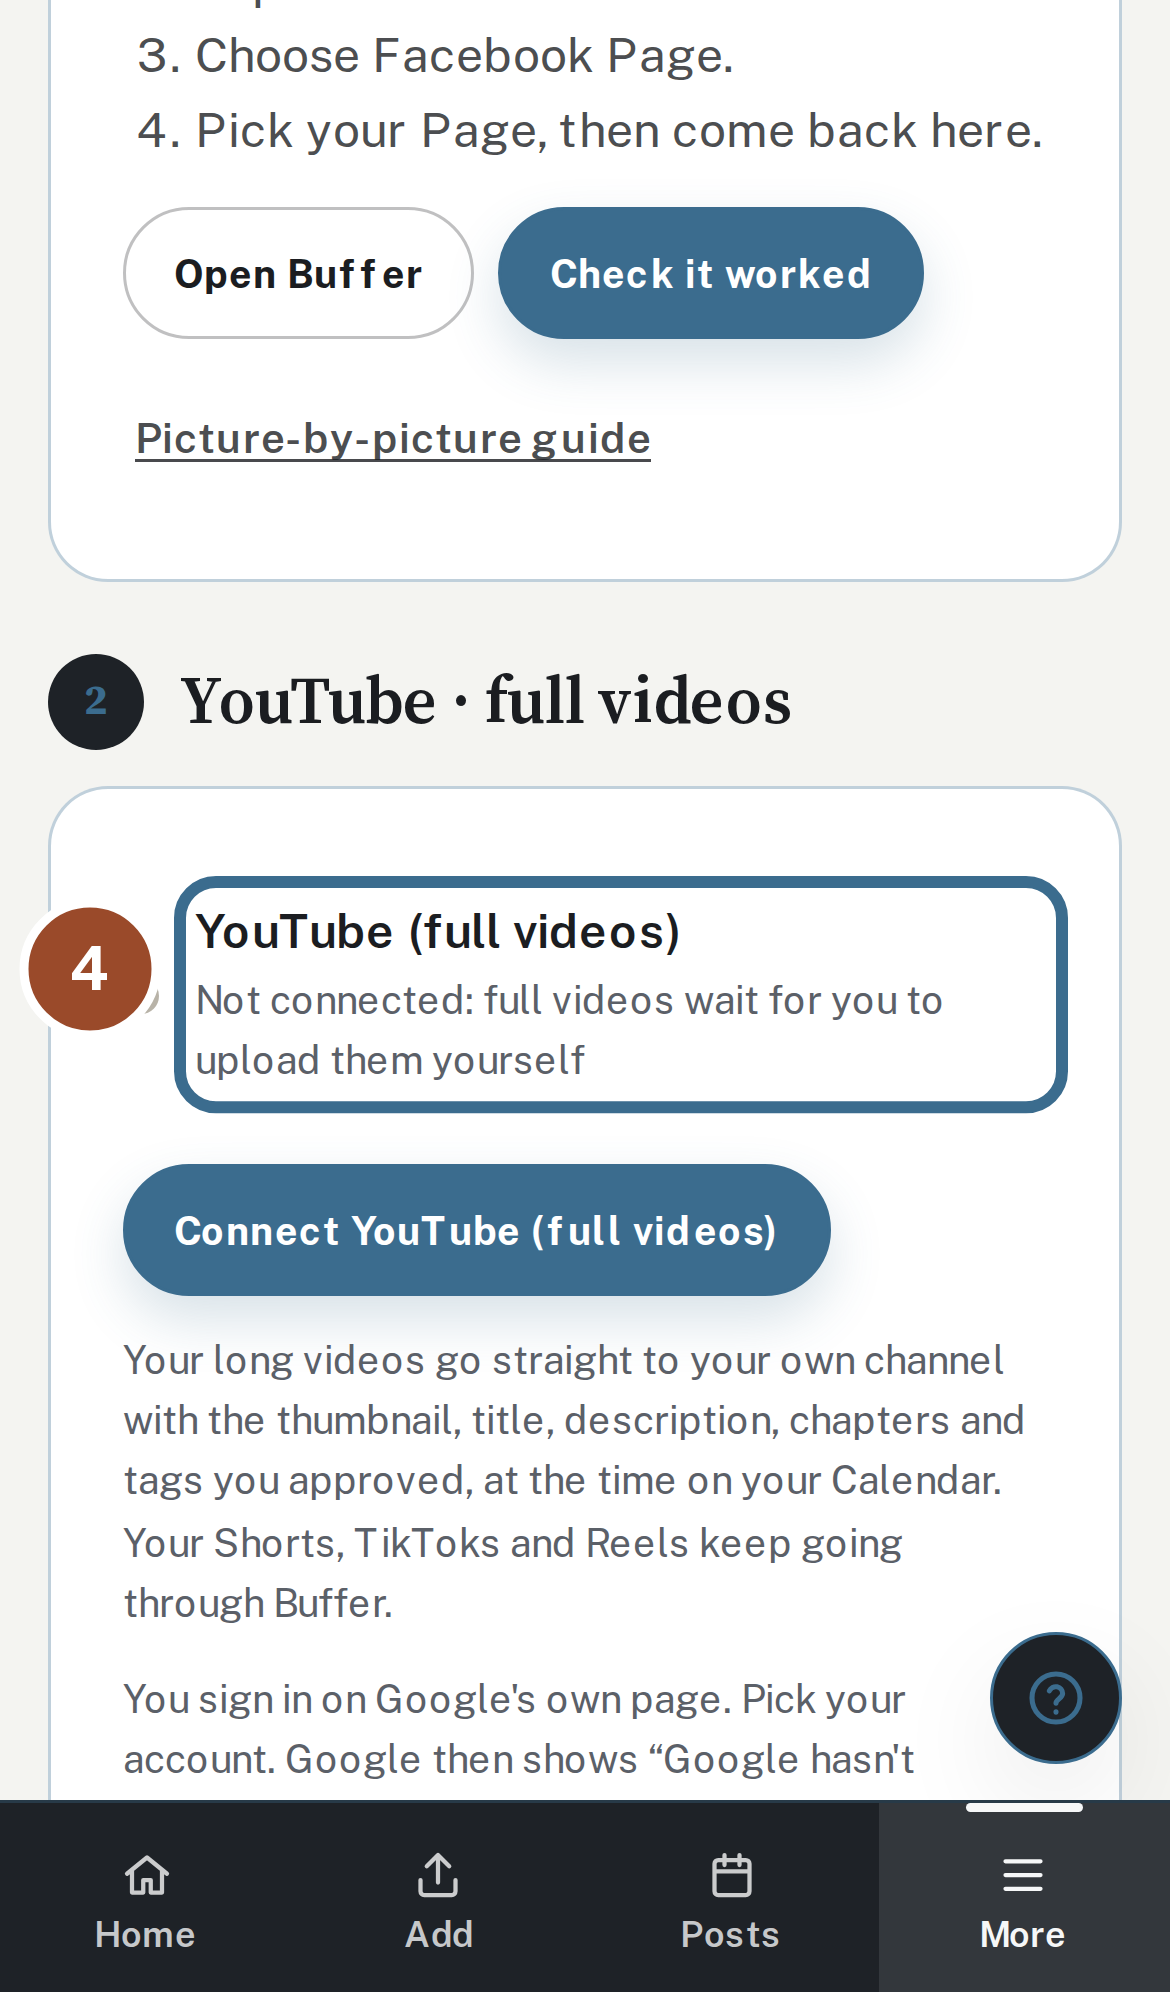 3. Choose Facebook Page.
4. Pick your Page, then come back here.
Open Buffer
Check it worked
Picture-by-picture guide
2
YouTube · full videos
4
YouTube (full videos)
Not connected: full videos wait for you to
upload them yourself
Connect YouTube (full videos)
Your long videos go straight to your own channel
with the thumbnail, title, description, chapters and
tags you approved, at the time on your Calendar.
Your Shorts, TikToks and Reels keep going
through Buffer.
You sign in on Google's own page. Pick your
account. Google then shows “Google hasn't
?
Home
Add
Posts
More